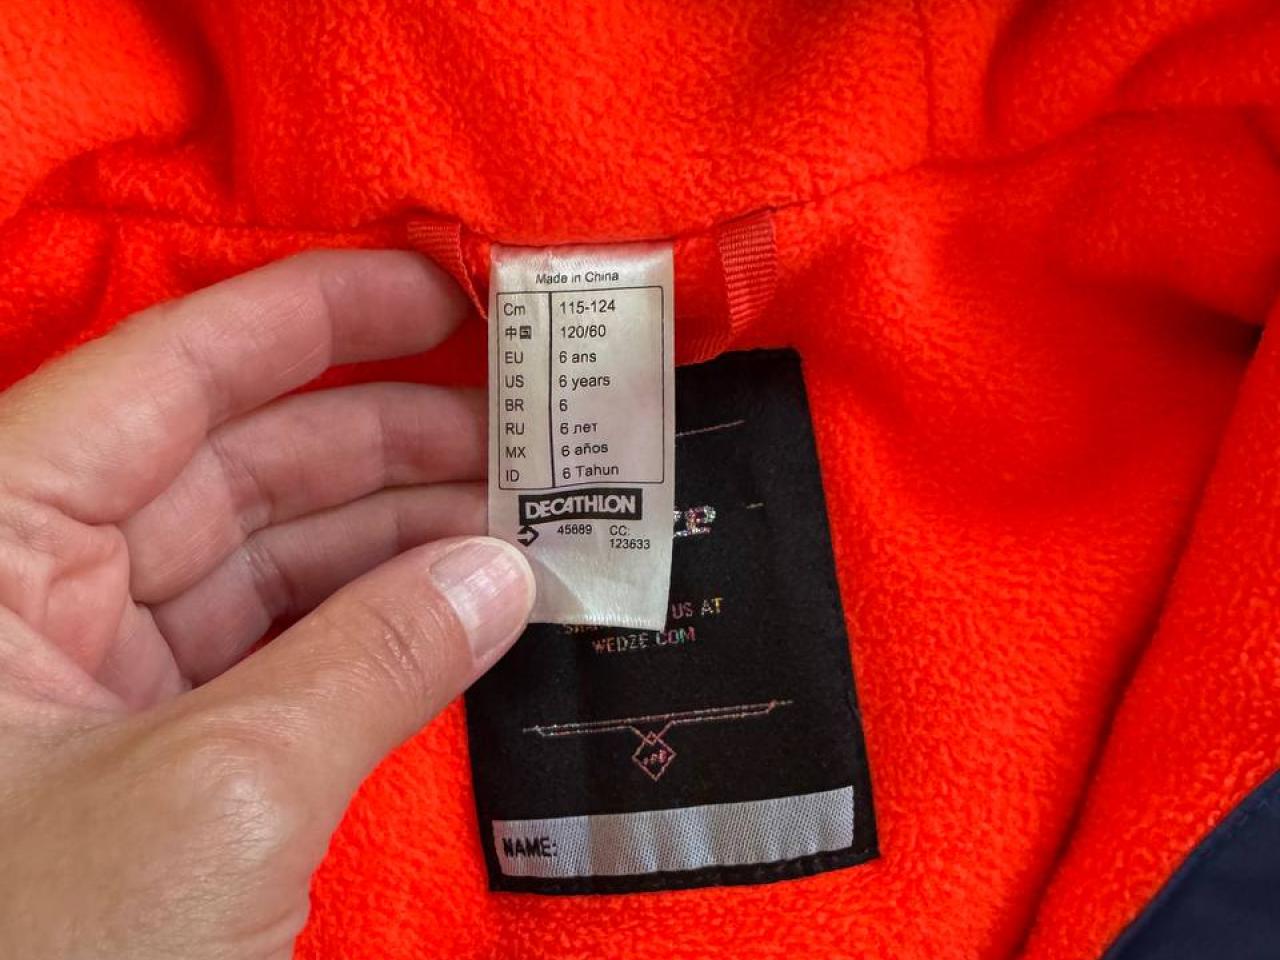 Made in China
Cm 115-124
中国 120/60
EU 6 ans
US 6 years
BR 6
RU 6 лет
MX 6 años
ID 6 Tahun
DECATHLON
45689 CC:
123633
US AT
WEDZE.COM
NAME: